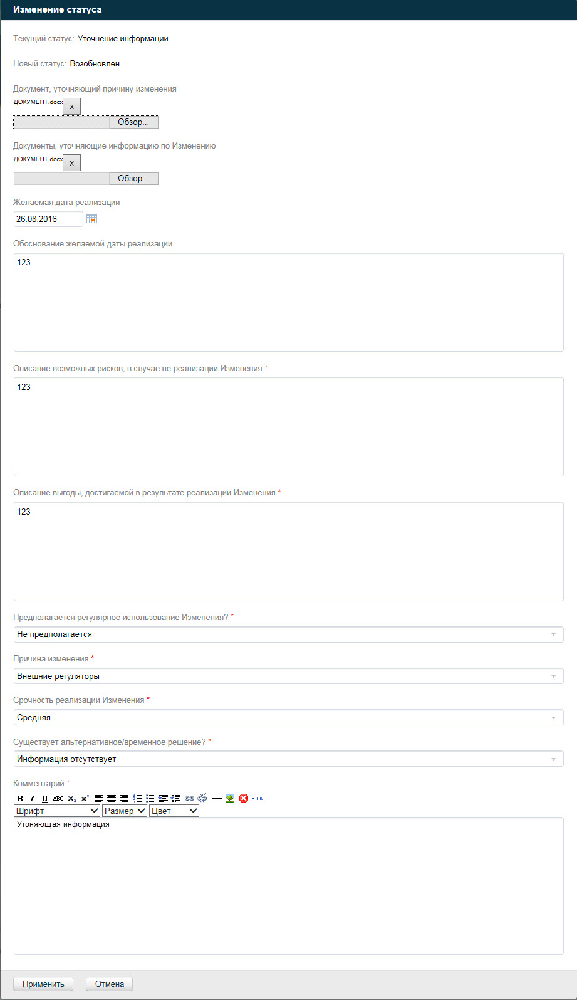 Изменение статуса
Текущий статус: Уточнение информации
Новый статус: Возобновлен
Документ, уточняющий причину изменения
ДОКУМЕНТ.docx x
Обзор...
Документы, уточняющие информацию по Изменению
ДОКУМЕНТ.docx x
Обзор...
Желаемая дата реализации
26.08.2016
Обоснование желаемой даты реализации
123
Описание возможных рисков, в случае не реализации Изменения *
123
Описание выгоды, достигаемой в результате реализации Изменения *
123
Предполагается регулярное использование Изменения? *
Не предполагается
Причина изменения *
Внешние регуляторы
Срочность реализации Изменения *
Средняя
Существует альтернативное/временное решение? *
Информация отсутствует
Комментарий *
B I U ABC x₂ x² HTML
Шрифт Размер Цвет
Утоняющая информация
Применить Отмена